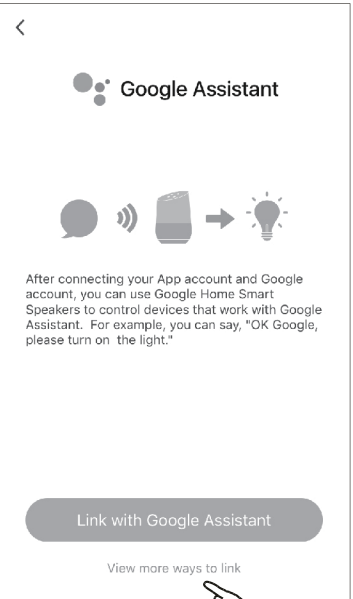 Google Assistant
After connecting your App account and Google
account, you can use Google Home Smart
Speakers to control devices that work with Google
Assistant.  For example, you can say, "OK Google,
please turn on  the light."
Link with Google Assistant
View more ways to link